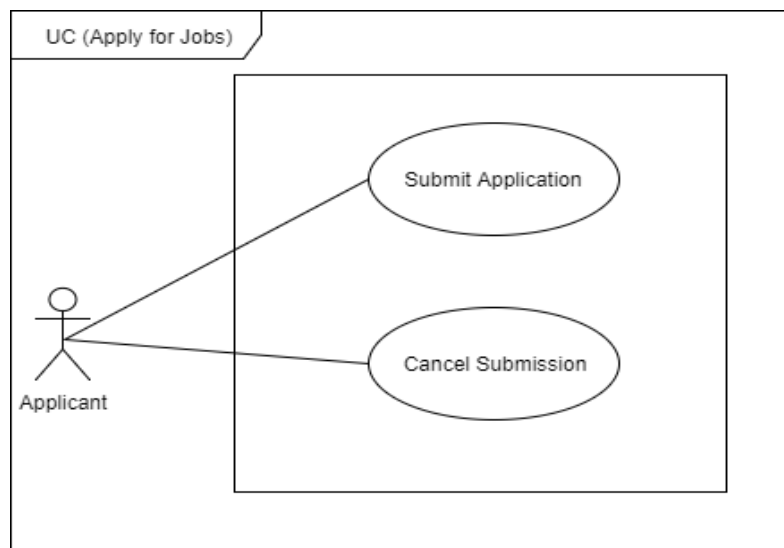 UC (Apply for Jobs)
Submit Application
Cancel Submission
Applicant